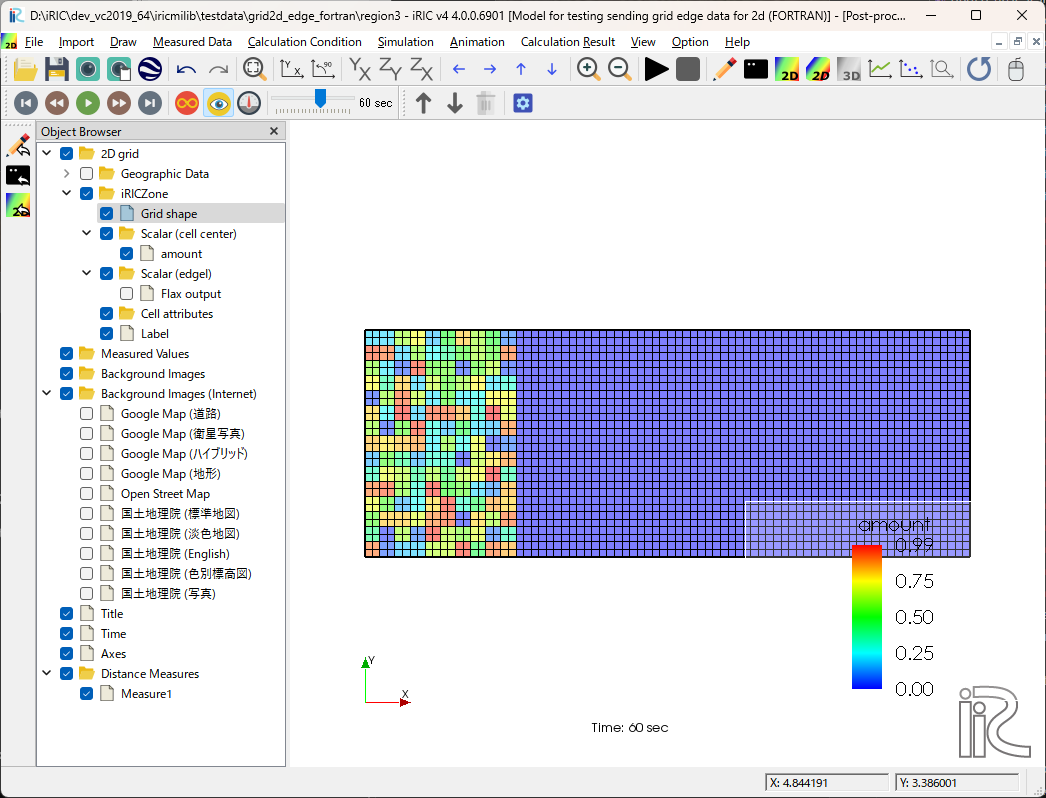 D:\iRIC\dev_vc2019_64\iricmilib\testdata\grid2d_edge_fortran\region3 - iRIC v4 4.0.0.6901 [Model for testing sending grid edge data for 2d (FORTRAN)] - [Post-proc...
File Import Draw Measured Data Calculation Condition Simulation Animation Calculation Result View Option Help
60 sec
Object Browser
2D grid
Geographic Data
iRICZone
Grid shape
Scalar (cell center)
amount
Scalar (edgeI)
Flax output
Cell attributes
Label
Measured Values
Background Images
Background Images (Internet)
Google Map (道路)
Google Map (衛星写真)
Google Map (ハイブリッド)
Google Map (地形)
Open Street Map
国土地理院 (標準地図)
国土地理院 (淡色地図)
国土地理院 (English)
国土地理院 (色別標高図)
国土地理院 (写真)
Title
Time
Axes
Distance Measures
Measure1
amount
0.99
0.75
0.50
0.25
0.00
Y
X
Time: 60 sec
iRIC
X: 4.844191
Y: 3.386001